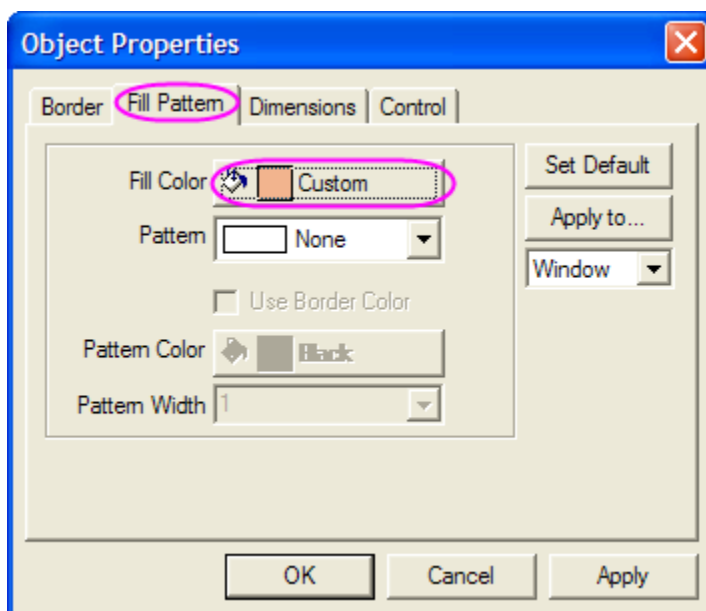 Object Properties
Border Fill Pattern Dimensions Control
Fill Color Custom Set Default
Pattern None Apply to...
Window
Use Border Color
Pattern Color Black
Pattern Width 1
OK Cancel Apply